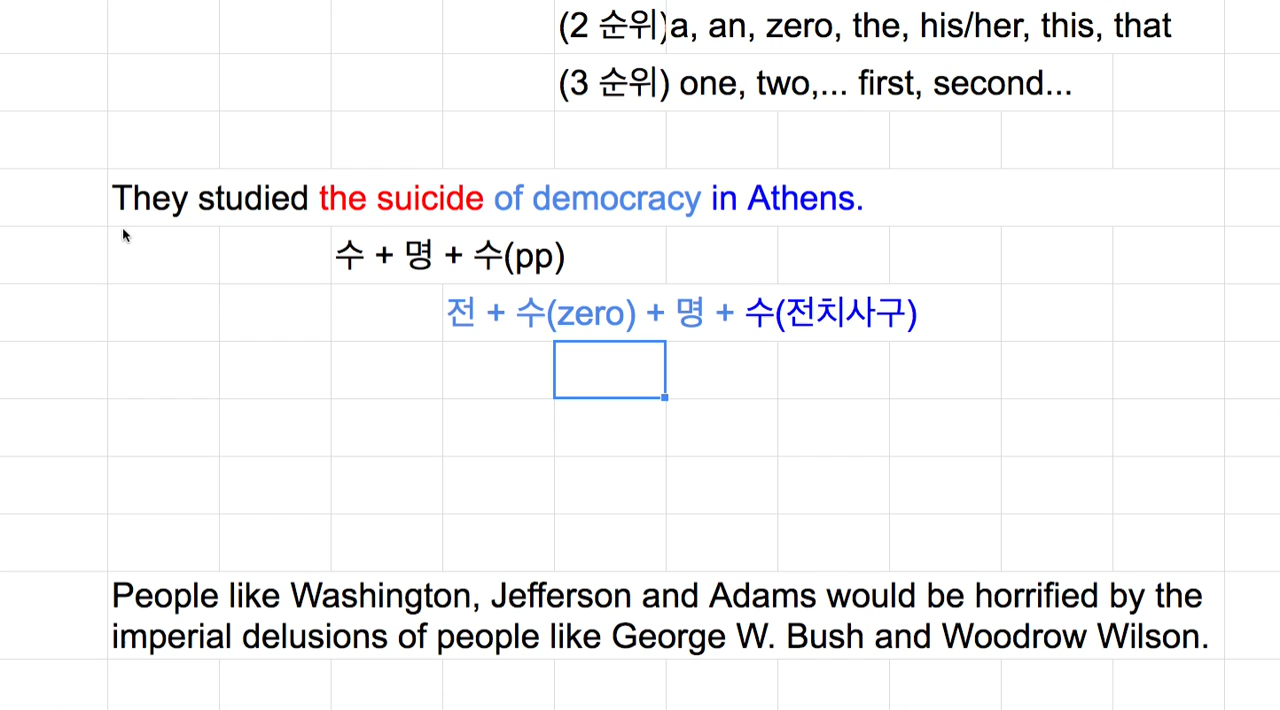 (2 순위)a, an, zero, the, his/her, this, that
(3 순위) one, two,... first, second...
They studied the suicide of democracy in Athens.
수 + 명 + 수(pp)
전 + 수(zero) + 명 + 수(전치사구)
People like Washington, Jefferson and Adams would be horrified by the
imperial delusions of people like George W. Bush and Woodrow Wilson.